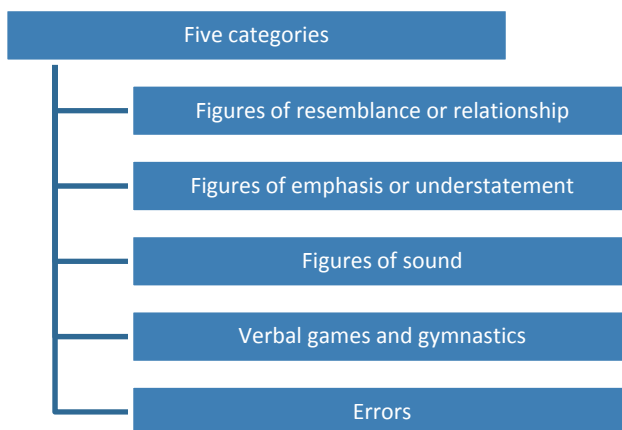 Five categories
Figures of resemblance or relationship
Figures of emphasis or understatement
Figures of sound
Verbal games and gymnastics
Errors